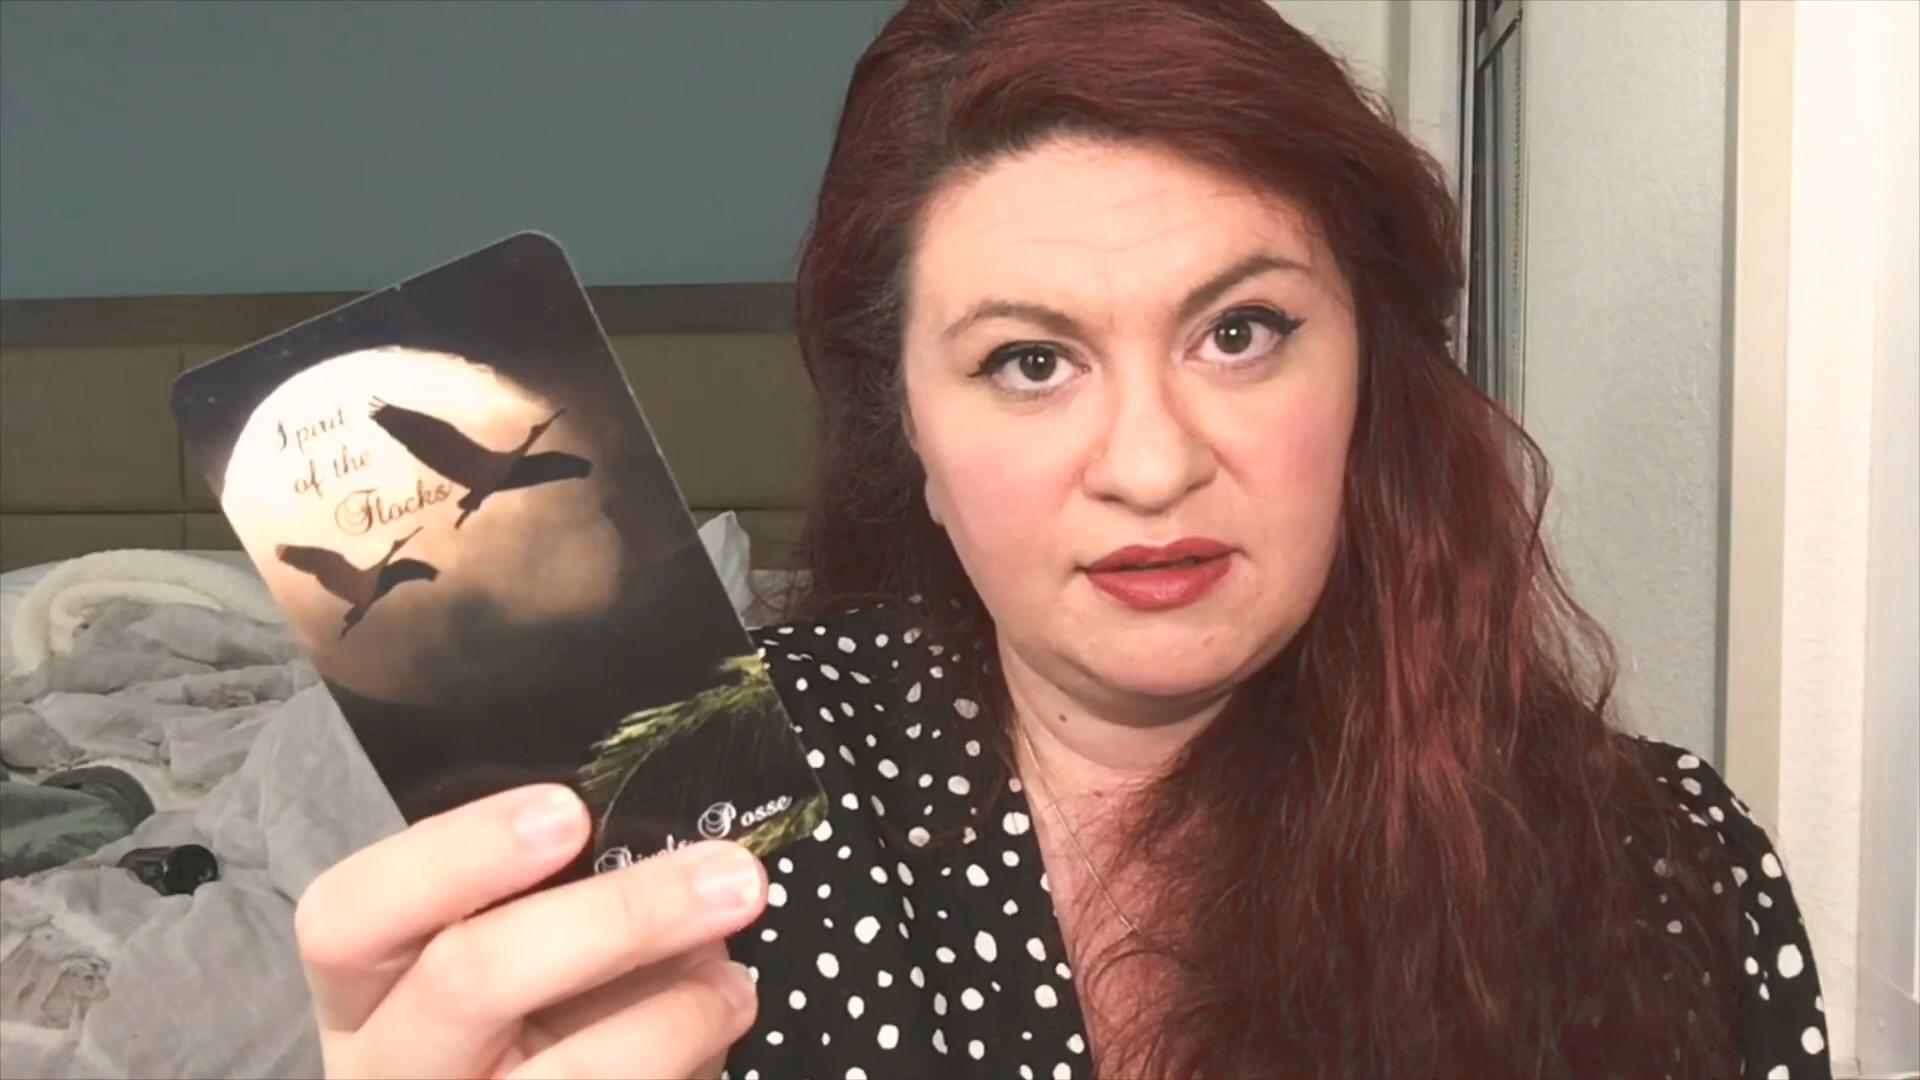 Spirit
of the
Flocks
Posse